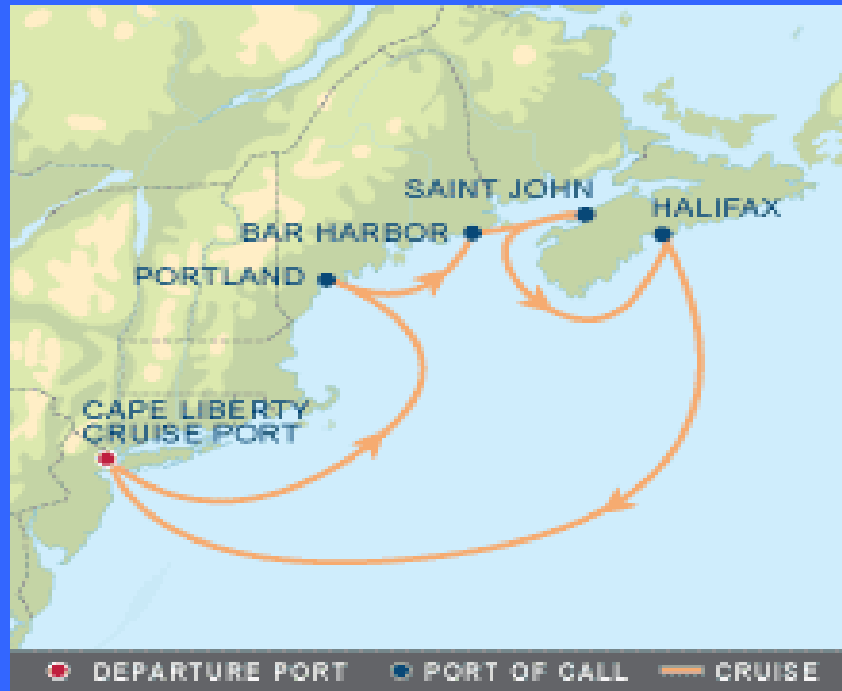 SAINT JOHN
HALIFAX
BAR HARBOR
PORTLAND
CAPE LIBERTY
CRUISE PORT
DEPARTURE PORT
PORT OF CALL
CRUISE